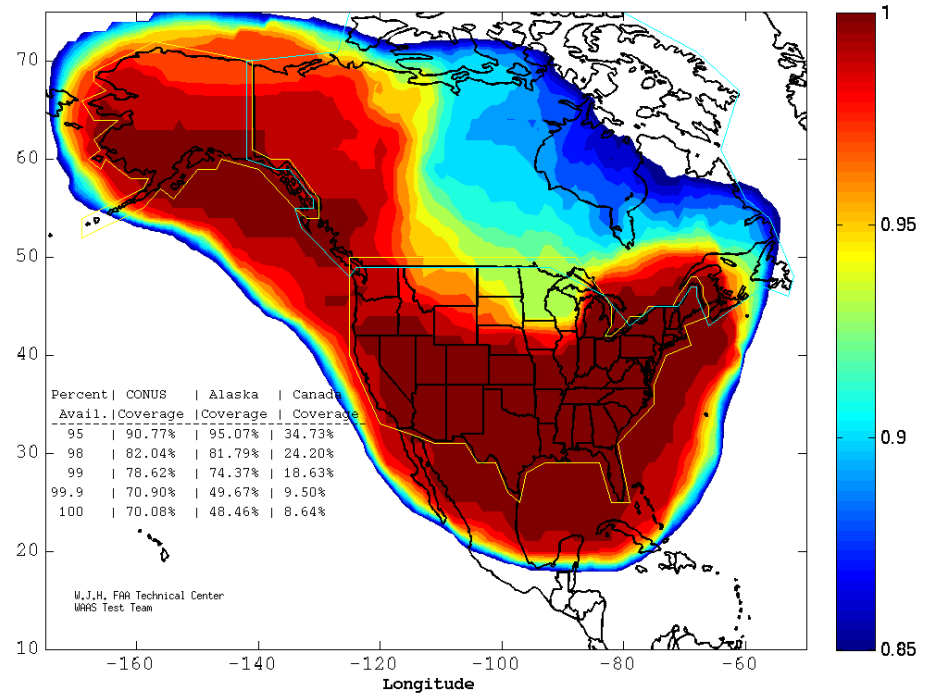 70
60
50
40
30
20
10
Percent| CONUS | Alaska | Canada
Avail.|Coverage |Coverage | Coverage
95 | 90.77% | 95.07% | 34.73%
98 | 82.04% | 81.79% | 24.20%
99 | 78.62% | 74.37% | 18.63%
99.9 | 70.90% | 49.67% | 9.50%
100 | 70.08% | 48.46% | 8.64%
W.J.H. FAA Technical Center
WAAS Test Team
-160 -140 -120 -100 -80 -60
Longitude
1
0.95
0.9
0.85